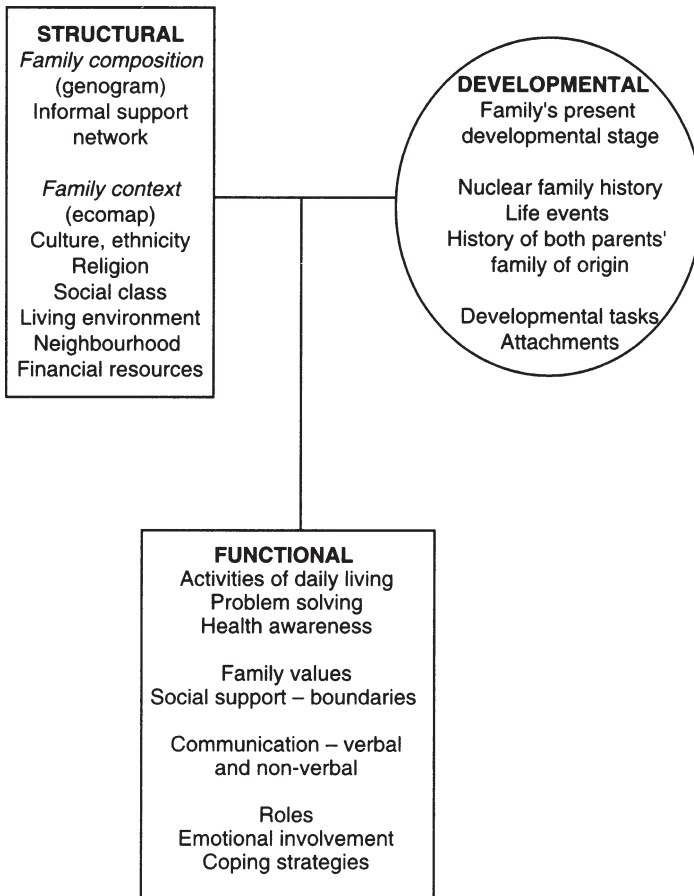 STRUCTURAL
Family composition
(genogram)
Informal support
network
Family context
(ecomap)
Culture, ethnicity
Religion
Social class
Living environment
Neighbourhood
Financial resources
DEVELOPMENTAL
Family's present
developmental stage
Nuclear family history
Life events
History of both parents'
family of origin
Developmental tasks
Attachments
FUNCTIONAL
Activities of daily living
Problem solving
Health awareness
Family values
Social support – boundaries
Communication – verbal
and non-verbal
Roles
Emotional involvement
Coping strategies